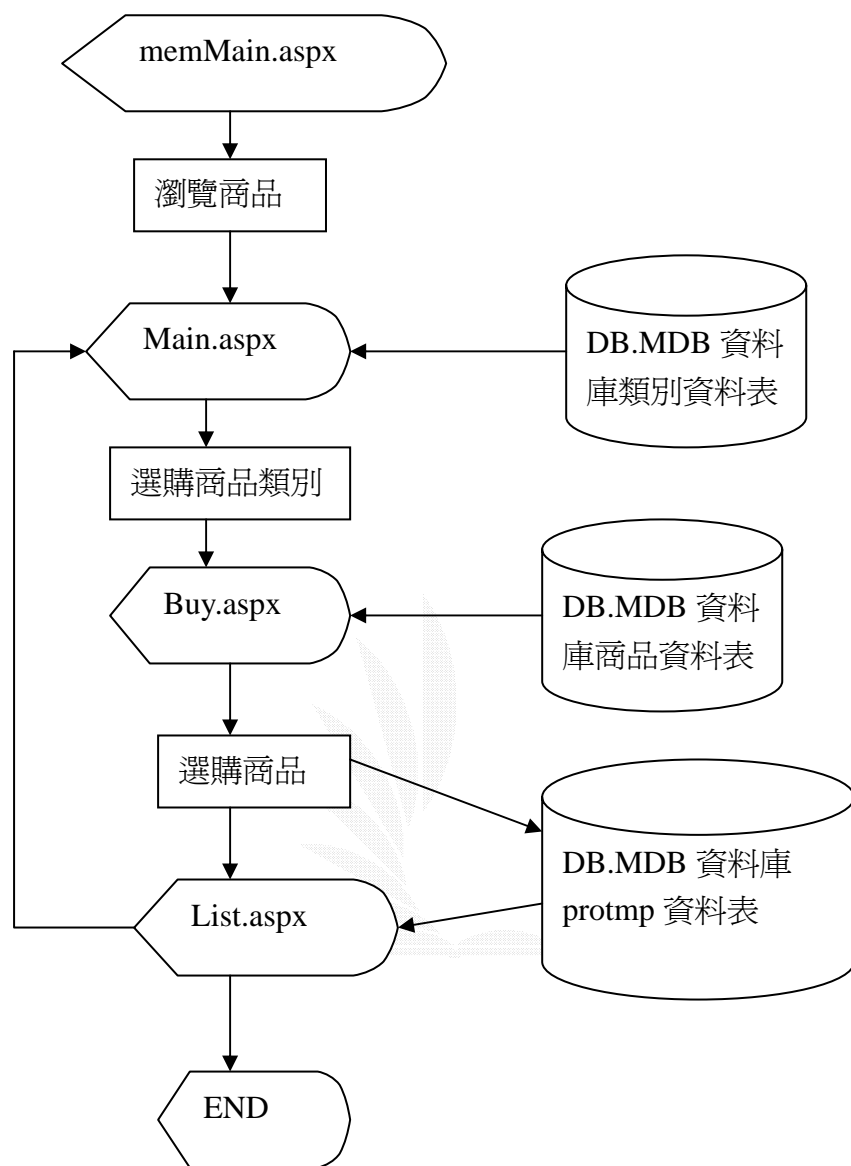 memMain.aspx
瀏覽商品
Main.aspx
DB.MDB 資料
庫類別資料表
選購商品類別
Buy.aspx
DB.MDB 資料
庫商品資料表
選購商品
DB.MDB 資料庫
protmp 資料表
List.aspx
END